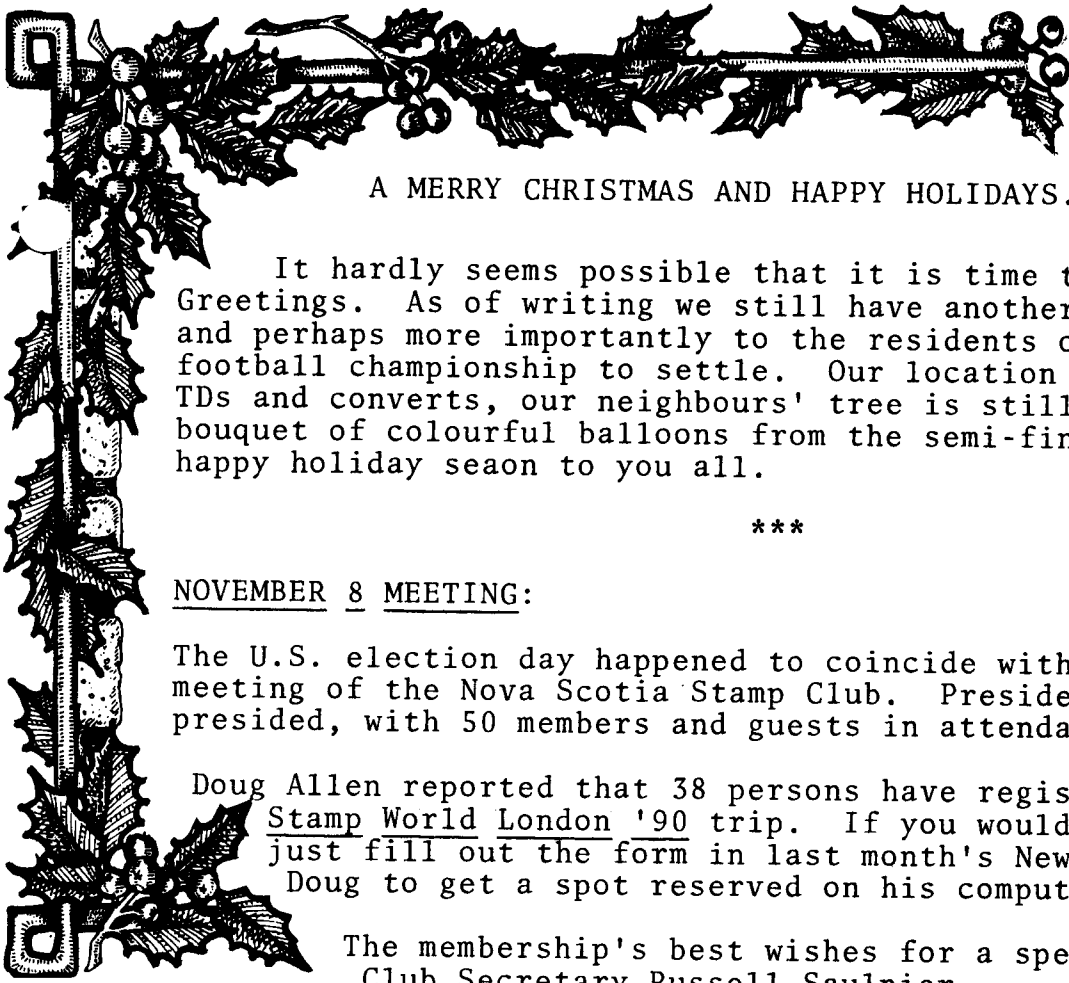 A MERRY CHRISTMAS AND HAPPY HOLIDAYS.
It hardly seems possible that it is time
Greetings. As of writing we still have another
and perhaps more importantly to the residents
football championship to settle. Our location
TDs and converts, our neighbours' tree is still
bouquet of colourful balloons from the semi-fin
happy holiday seaon to you all.
***
NOVEMBER 8 MEETING:
The U.S. election day happened to coincide with
meeting of the Nova Scotia Stamp Club. Preside
presided, with 50 members and guests in attenda
Doug Allen reported that 38 persons have regis
Stamp World London '90 trip. If you would
just fill out the form in last month's New
Doug to get a spot reserved on his comput
The membership's best wishes for a spe
Club Secretary Russell Saulnier